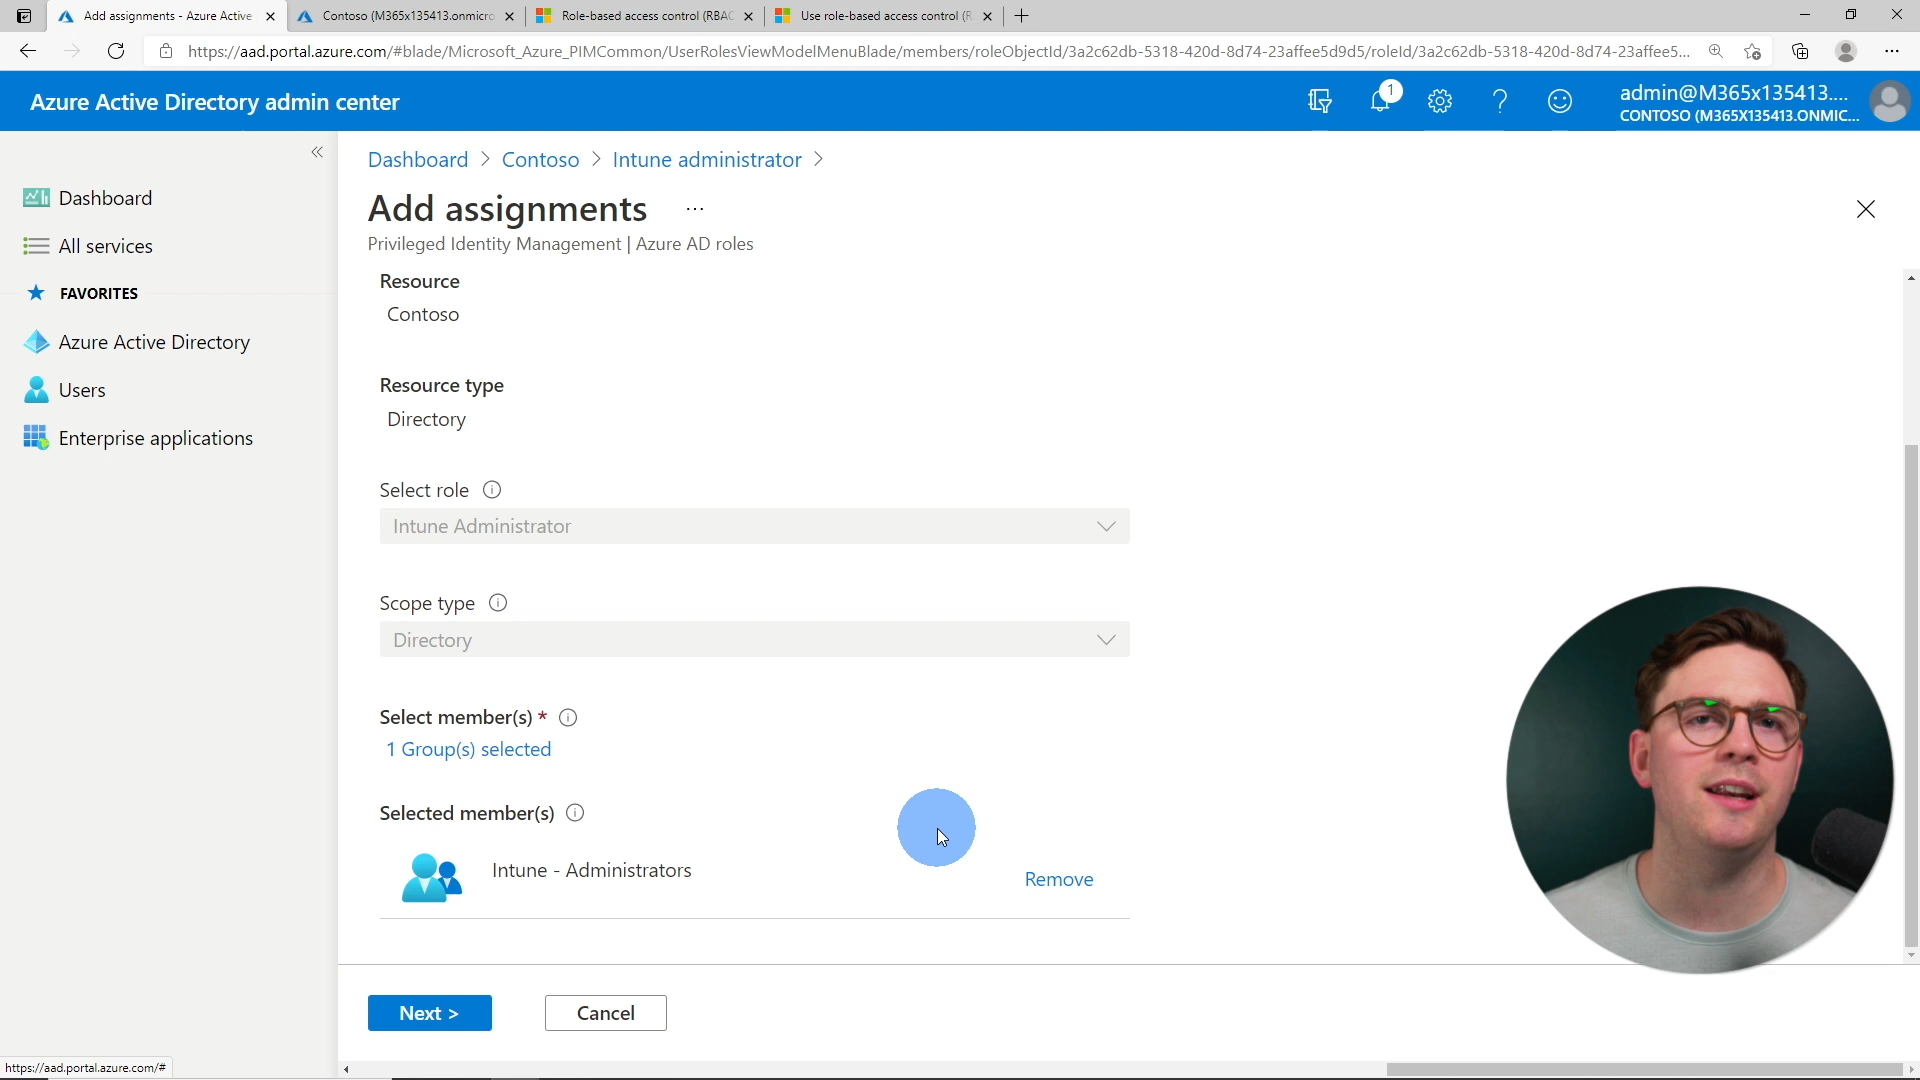 Add assignments - Azure Active
Contoso (M365x135413.onmicro
Role-based access control (RBAC
Use role-based access control (R
https://aad.portal.azure.com/#blade/Microsoft_Azure_PIMCommon/UserRolesViewModelMenuBlade/members/roleObjectId/3a2c62db-5318-420d-8d74-23affee5d9d5/roleId/3a2c62db-5318-420d-8d74-23affee5...
Azure Active Directory admin center
1
admin@M365x135413....
CONTOSO (M365X135413.ONMIC...
Dashboard > Contoso > Intune administrator >
Dashboard
All services
FAVORITES
Azure Active Directory
Users
Enterprise applications
Add assignments ...
Privileged Identity Management | Azure AD roles
Resource
Contoso
Resource type
Directory
Select role
Intune Administrator
Scope type
Directory
Select member(s) *
1 Group(s) selected
Selected member(s)
Intune - Administrators
Remove
Next >
Cancel
https://aad.portal.azure.com/#